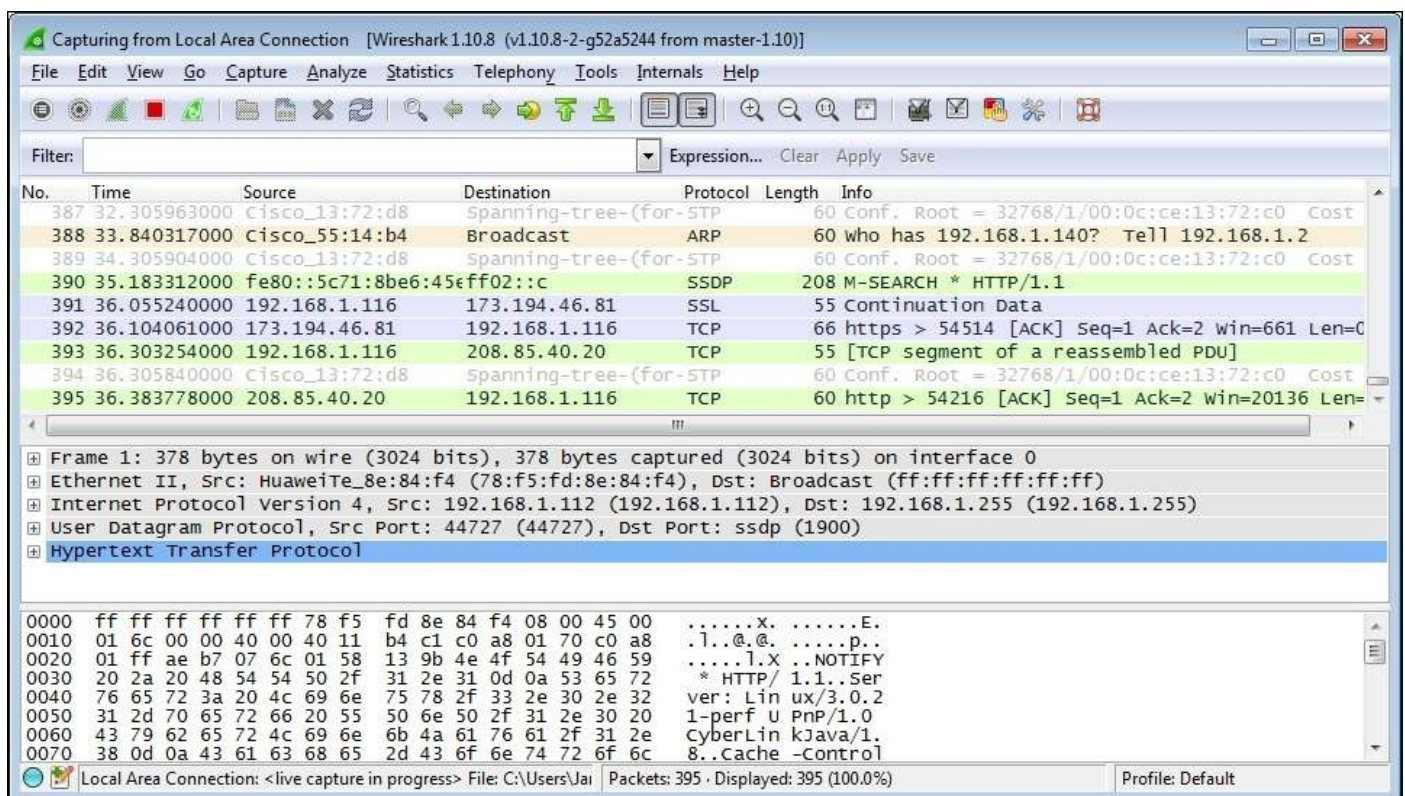 Capturing from Local Area Connection [Wireshark 1.10.8 (v1.10.8-2-g52a5244 from master-1.10)]
File Edit View Go Capture Analyze Statistics Telephony Tools Internals Help
Filter: Expression... Clear Apply Save
No. Time Source Destination Protocol Length Info
387 32.305963000 Cisco_13:72:d8 Spanning-tree-(for- STP 60 Conf. Root = 32768/1/00:0c:ce:13:72:c0 Cost
388 33.840317000 Cisco_55:14:b4 Broadcast ARP 60 Who has 192.168.1.140? Tell 192.168.1.2
389 34.305904000 Cisco_13:72:d8 Spanning-tree-(for- STP 60 Conf. Root = 32768/1/00:0c:ce:13:72:c0 Cost
390 35.183312000 fe80::5c71:8be6:45e ff02::c SSDP 208 M-SEARCH * HTTP/1.1
391 36.055240000 192.168.1.116 173.194.46.81 SSL 55 Continuation Data
392 36.104061000 173.194.46.81 192.168.1.116 TCP 66 https > 54514 [ACK] Seq=1 Ack=2 Win=661 Len=0
393 36.303254000 192.168.1.116 208.85.40.20 TCP 55 [TCP segment of a reassembled PDU]
394 36.305840000 Cisco_13:72:d8 Spanning-tree-(for- STP 60 Conf. Root = 32768/1/00:0c:ce:13:72:c0 Cost
395 36.383778000 208.85.40.20 192.168.1.116 TCP 60 http > 54216 [ACK] Seq=1 Ack=2 Win=20136 Len=
Frame 1: 378 bytes on wire (3024 bits), 378 bytes captured (3024 bits) on interface 0
Ethernet II, Src: HuaweiTe_8e:84:f4 (78:f5:fd:8e:84:f4), Dst: Broadcast (ff:ff:ff:ff:ff:ff)
Internet Protocol Version 4, Src: 192.168.1.112 (192.168.1.112), Dst: 192.168.1.255 (192.168.1.255)
User Datagram Protocol, Src Port: 44727 (44727), Dst Port: ssdp (1900)
Hypertext Transfer Protocol
0000 ff ff ff ff ff ff 78 f5 fd 8e 84 f4 08 00 45 00 ......x. ......E.
0010 01 6c 00 00 40 00 40 11 b4 c1 c0 a8 01 70 c0 a8 .l..@.@. .....p..
0020 01 ff ae b7 07 6c 01 58 13 9b 4e 4f 54 49 46 59 .....l.X ..NOTIFY
0030 20 2a 20 48 54 54 50 2f 31 2e 31 0d 0a 53 65 72 * HTTP/ 1.1..Ser
0040 76 65 72 3a 20 4c 69 6e 75 78 2f 33 2e 30 2e 32 ver: Lin ux/3.0.2
0050 31 2d 70 65 72 66 20 55 50 6e 50 2f 31 2e 30 20 1-perf U PnP/1.0
0060 43 79 62 65 72 4c 69 6e 6b 4a 61 76 61 2f 31 2e CyberLin kJava/1.
0070 38 0d 0a 43 61 63 68 65 2d 43 6f 6e 74 72 6f 6c 8..Cache -Control
Local Area Connection: <live capture in progress> File: C:\Users\Jai Packets: 395 · Displayed: 395 (100.0%) Profile: Default